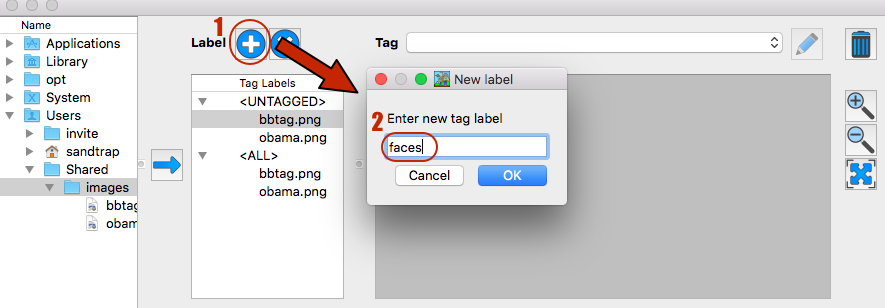 1
Name
Label
Tag
Applications
Library
opt
System
Users
invite
sandtrap
Shared
images
bbtag
obam
Tag Labels
<UNTAGGED>
bbtag.png
obama.png
<ALL>
bbtag.png
obama.png
New label
2
Enter new tag label
faces
Cancel
OK